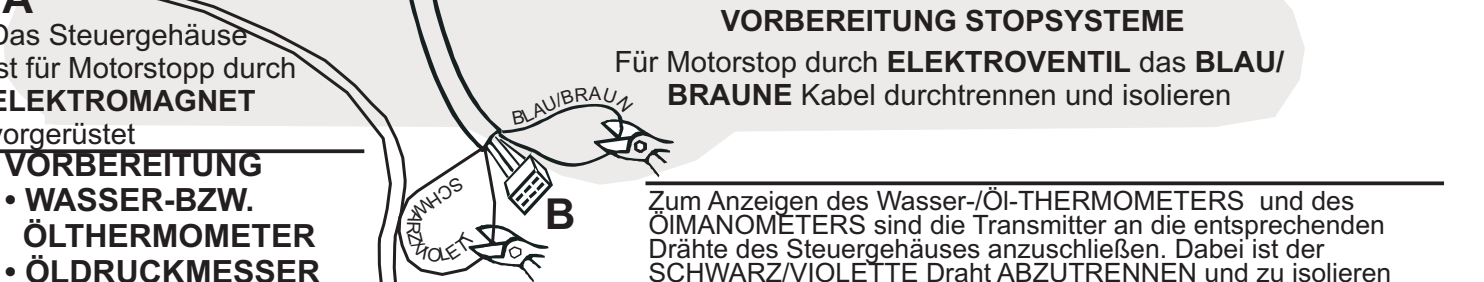 A
Das Steuergehäuse
ist für Motorstopp durch
ELEKTROMAGNET
vorgerüstet
VORBEREITUNG
• WASSER-BZW.
ÖLTHERMOMETER
• ÖLDRUCKMESSER
BLAU/BRAUN
SCHWARZ/VIOLETT
B
VORBEREITUNG STOPSYSTEME
Für Motorstop durch ELEKTROVENTIL das BLAU/
BRAUNE Kabel durchtrennen und isolieren
Zum Anzeigen des Wasser-/Öl-THERMOMETERS und des
ÖlMANOMETERS sind die Transmitter an die entsprechenden
Drähte des Steuergehäuses anzuschließen. Dabei ist der
SCHWARZ/VIOLETTE Draht ABZUTRENNEN und zu isolieren